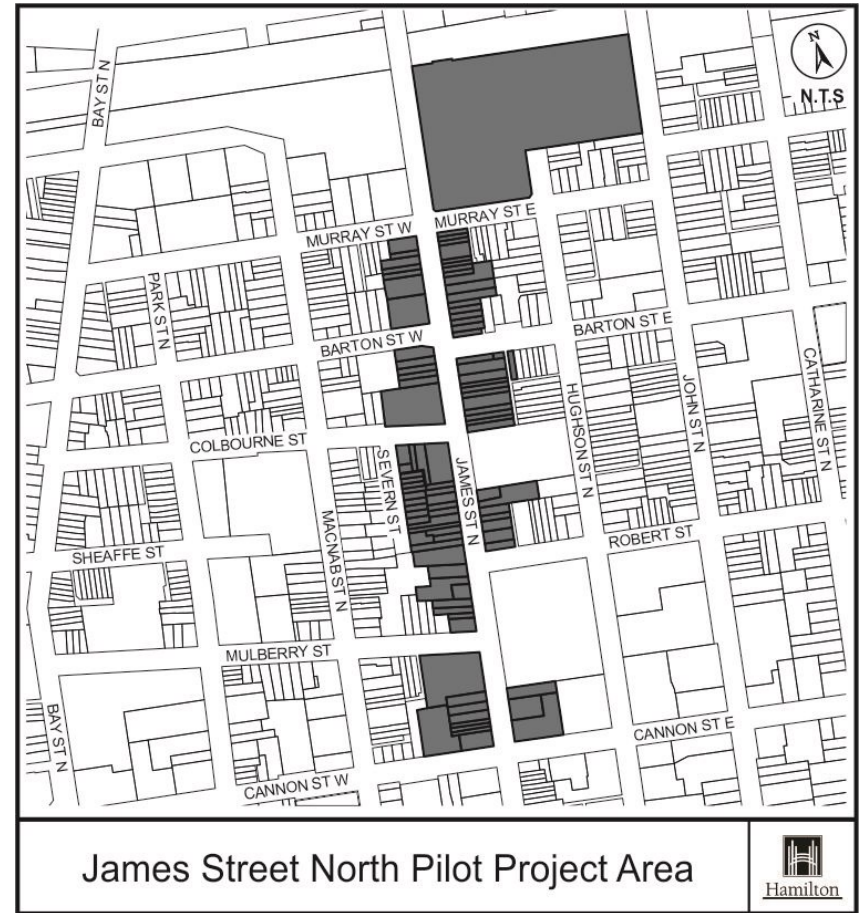 N
N.T.S
BAY ST N
MURRAY ST E
MURRAY ST W
PARK ST N
BARTON ST E
BARTON ST W
CATHARINE ST N
JOHN ST N
HUGHSON ST N
COLBOURNE ST
SEVERN ST
JAMES ST N
MACNAB ST N
ROBERT ST
SHEAFFE ST
MULBERRY ST
BAY ST N
CANNON ST E
CANNON ST W
James Street North Pilot Project Area
Hamilton